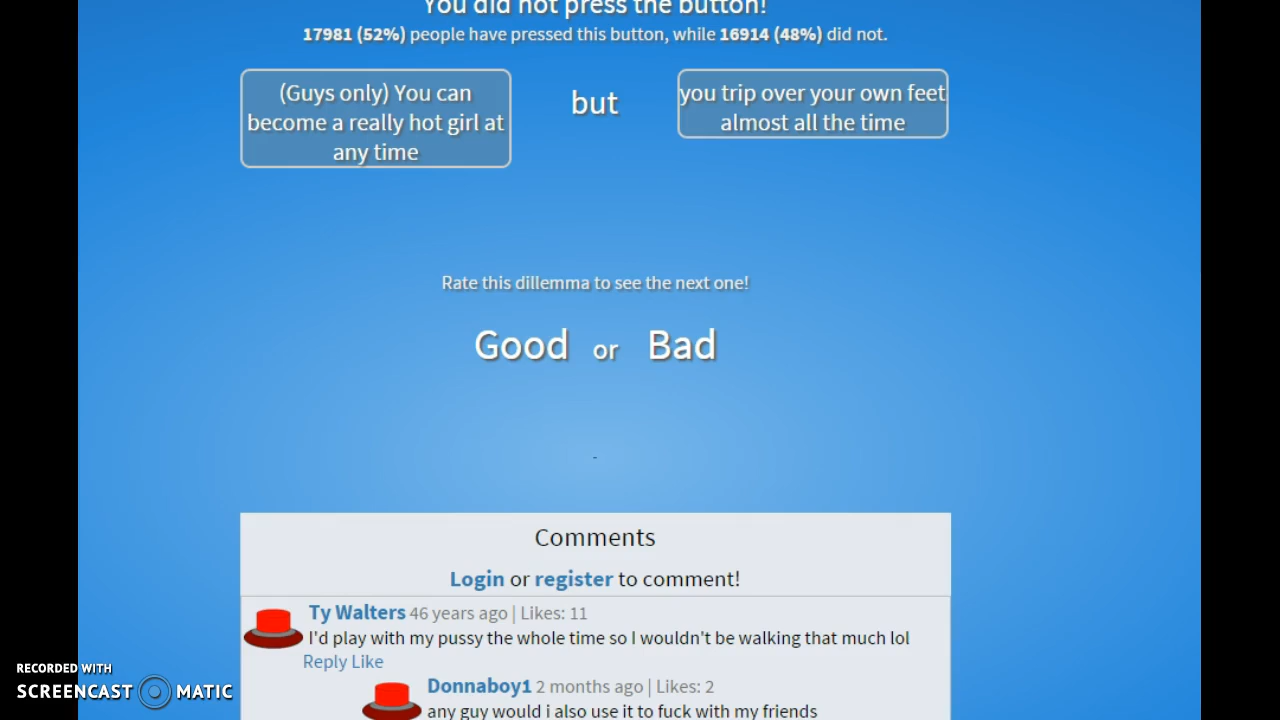 You did not press the button!
17981 (52%) people have pressed this button, while 16914 (48%) did not.
(Guys only) You can
become a really hot girl at
any time
but
you trip over your own feet
almost all the time
Rate this dillemma to see the next one!
Good or Bad
Comments
Login or register to comment!
Ty Walters 46 years ago | Likes: 11
I'd play with my pussy the whole time so I wouldn't be walking that much lol
Reply Like
Donnaboy1 2 months ago | Likes: 2
any guy would i also use it to fuck with my friends
RECORDED WITH
SCREENCAST MATIC